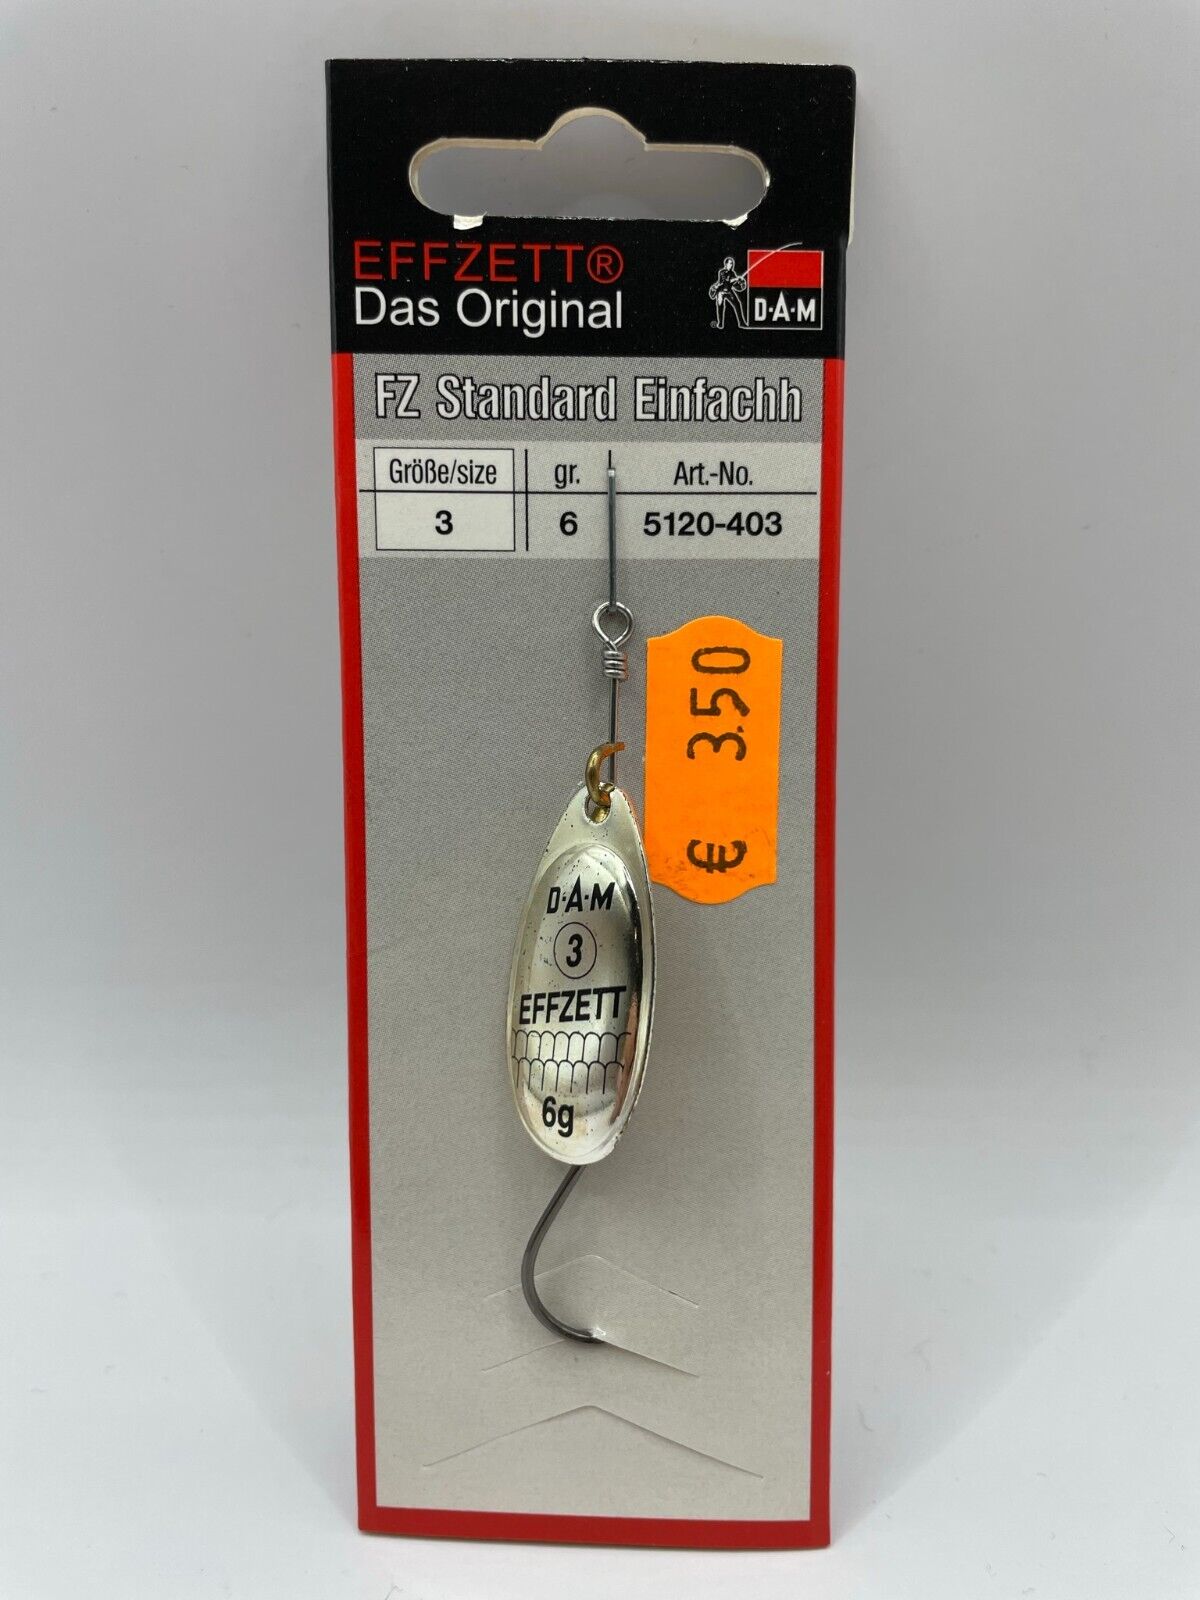 EFFZETT®
Das Original
D·A·M
FZ Standard Einfachh
Größe/size gr. Art.-No.
3 6 5120-403
€ 3.50
D·A·M
3
EFFZETT
6g